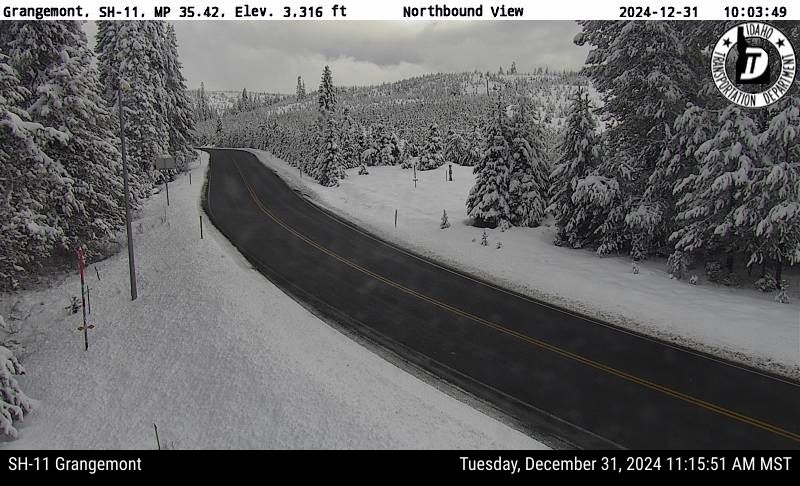 Grangemont, SH-11, MP 35.42, Elev. 3,316 ft Northbound View 2024-12-31 10:03:49
IDAHO
TRANSPORTATION DEPARTMENT
SH-11 Grangemont Tuesday, December 31, 2024 11:15:51 AM MST